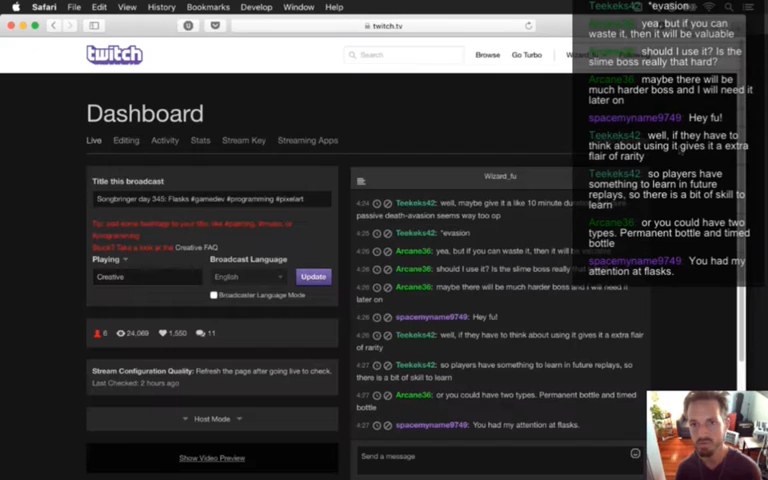 Safari File Edit View History Bookmarks Develop Window Help
twitch.tv
twitch
Search
Browse Go Turbo
Dashboard
Live Editing Activity Stats Stream Key Streaming Apps
Title this broadcast
Songbringer day 345: Flasks #gamedev #programming #pixelart
#programming
Creative FAQ
Playing
Broadcast Language
Creative
English
Update
Broadcaster Language Mode
6 24,069 1,550 11
Stream Configuration Quality: Refresh the page after going live to check.
Last Checked: 2 hours ago
Host Mode
Show Video Preview
Wizard_fu
4:24 Teekeks42: well, maybe give it a like 10 minute
passive death-evasion seems way too op
4:25 Teekeks42: *evasion
4:26 Arcane36: yea, but if you can waste it, then it will be
4:26 Arcane36: should I use it? Is the slime boss really that hard?
4:26 Arcane36: maybe there will be much harder boss and I will need it
later on
4:26 spacemyname9749: Hey fu!
4:26 Teekeks42: well, if they have to think about using it gives it a extra flair
of rarity
4:27 Teekeks42: so players have something to learn in future replays, so
there is a bit of skill to learn
4:27 Arcane36: or you could have two types. Permanent bottle and timed
bottle
4:27 spacemyname9749: You had my attention at flasks.
Send a message
Teekeks42 *evasion
yea, but if you can
waste it, then it will be valuable
should I use it? Is the
slime boss really that hard?
Arcane36 maybe there will be
much harder boss and I will need it
later on
spacemyname9749 Hey fu!
Teekeks42 well, if they have to
think about using it gives it a extra
flair of rarity
Teekeks42 so players have
something to learn in future
replays, so there is a bit of skill to
learn
Arcane36 or you could have two
types. Permanent bottle and timed
bottle
spacemyname9749 You had my
attention at flasks.